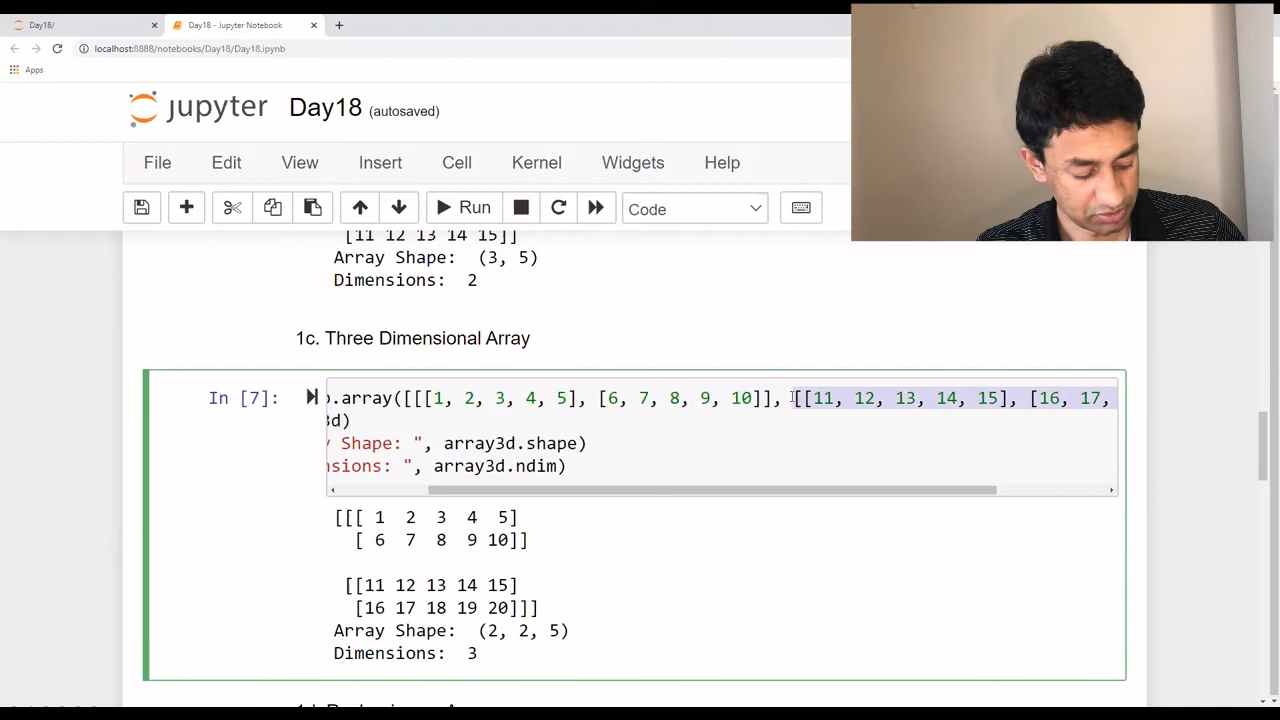 Day18/
Day18 - Jupyter Notebook
localhost:8888/notebooks/Day18/Day18.ipynb
Apps
jupyter Day18 (autosaved)
File Edit View Insert Cell Kernel Widgets Help
Run Code
[11 12 13 14 15]]
Array Shape: (3, 5)
Dimensions: 2
1c. Three Dimensional Array
In [7]: .array([[[1, 2, 3, 4, 5], [6, 7, 8, 9, 10]], [[11, 12, 13, 14, 15], [16, 17,
3d)
y Shape: ", array3d.shape)
nsions: ", array3d.ndim)
[[[ 1 2 3 4 5]
[ 6 7 8 9 10]]
[[11 12 13 14 15]
[16 17 18 19 20]]]
Array Shape: (2, 2, 5)
Dimensions: 3